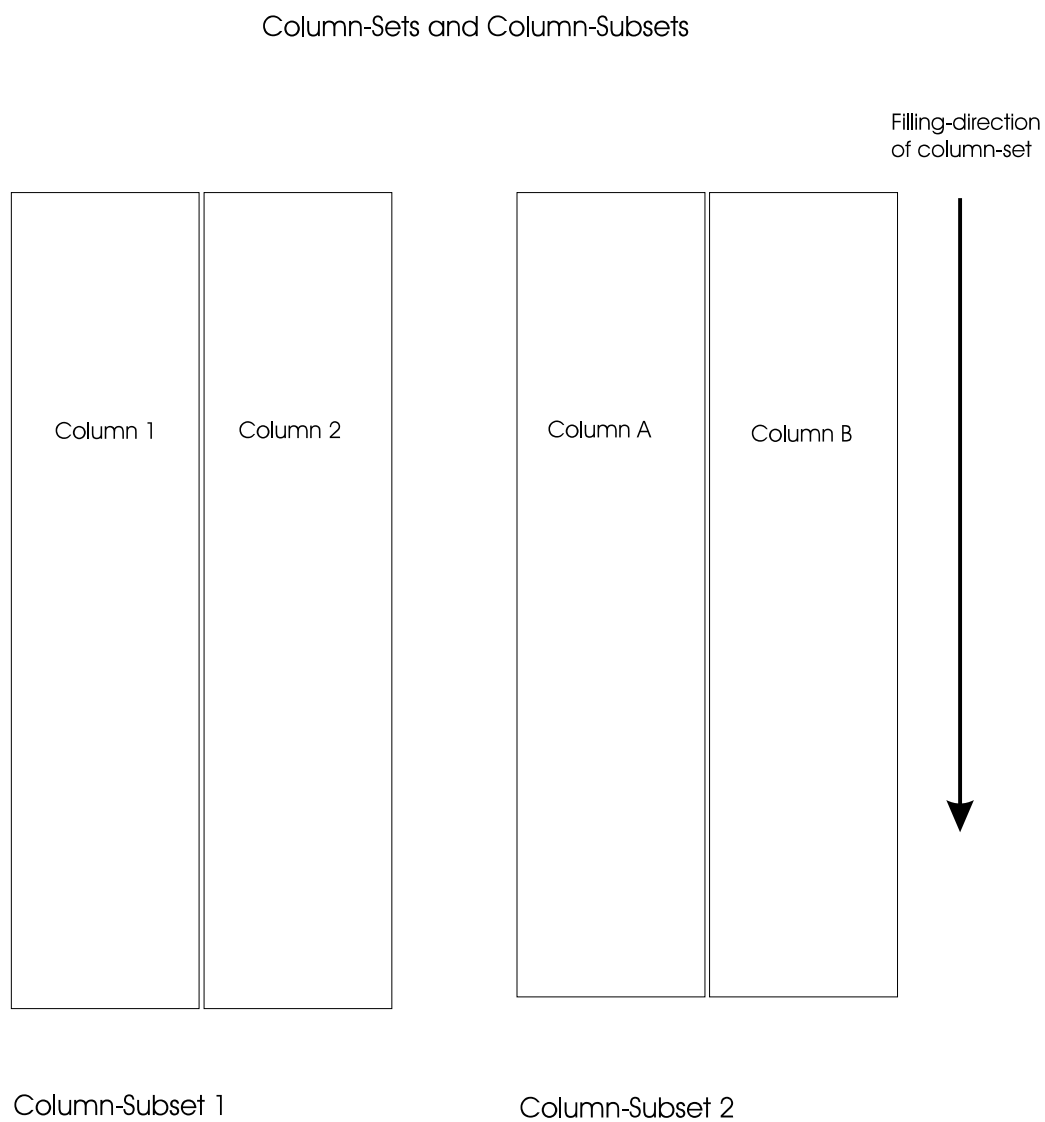 Column-Sets and Column-Subsets
Filling-direction
of column-set
Column 1
Column 2
Column A
Column B
Column-Subset 1
Column-Subset 2